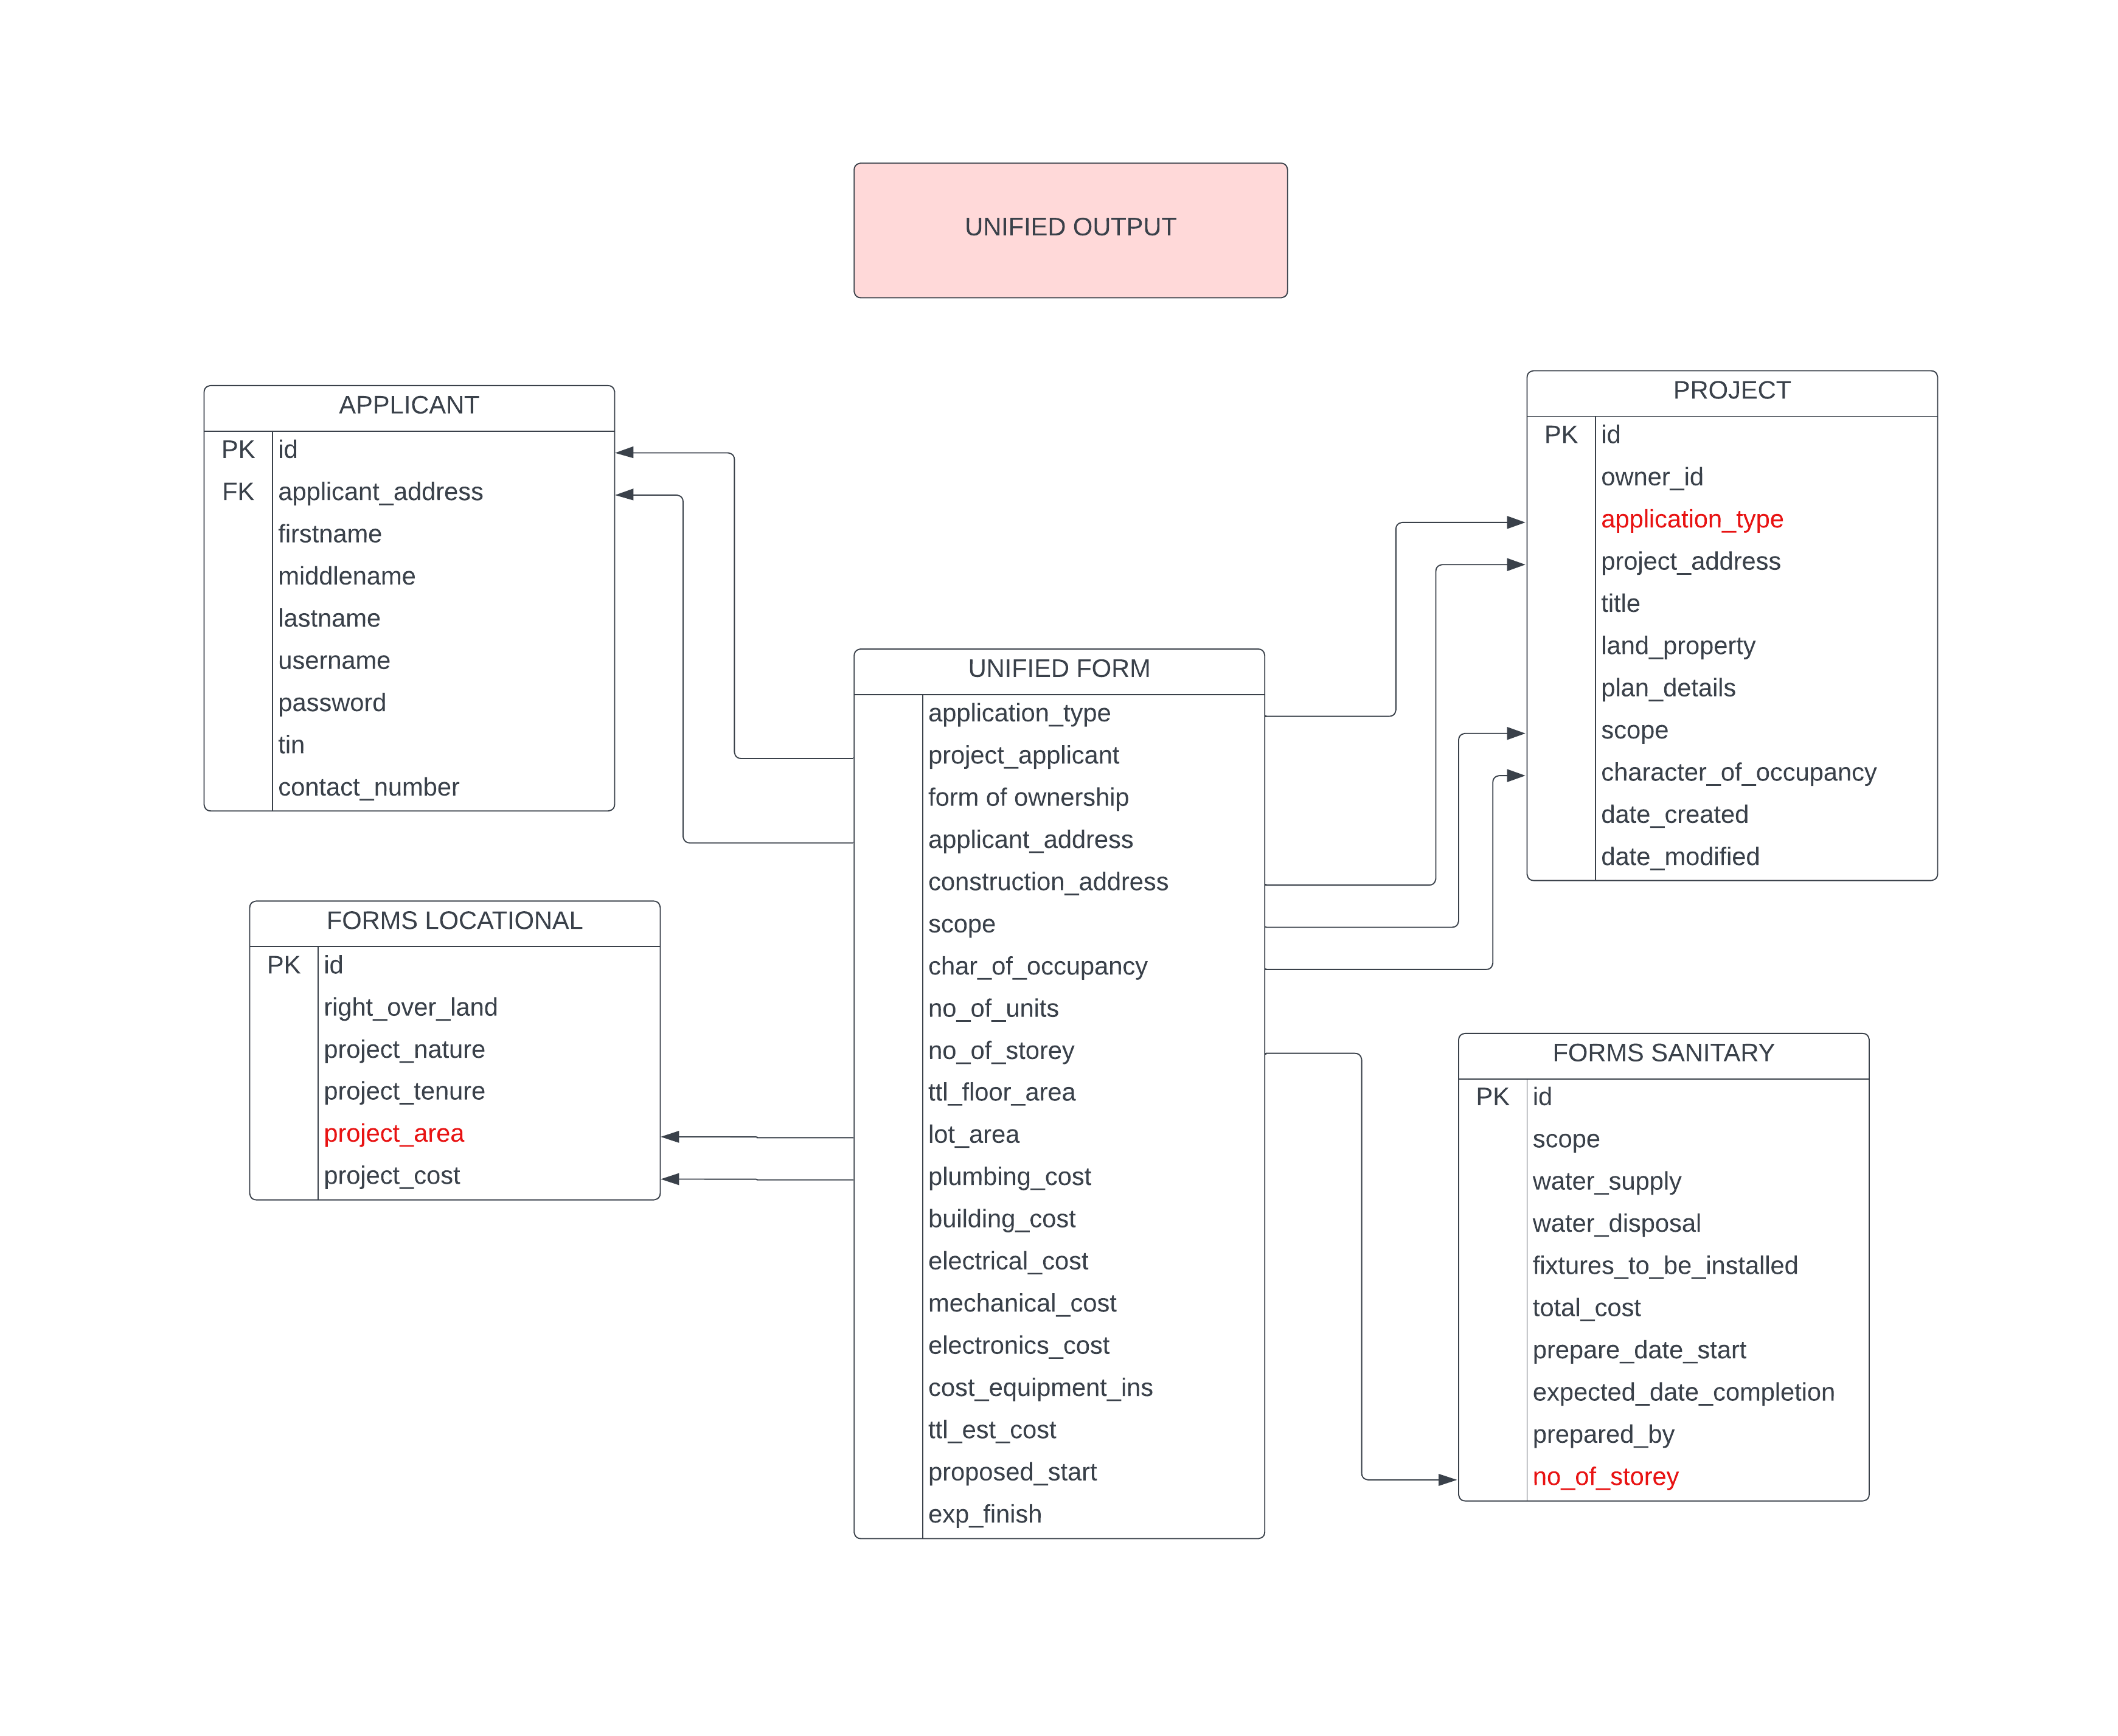 UNIFIED OUTPUT
APPLICANT
PK id
FK applicant_address
firstname
middlename
lastname
username
password
tin
contact_number
PROJECT
PK id
owner_id
application_type
project_address
title
land_property
plan_details
scope
character_of_occupancy
date_created
date_modified
UNIFIED FORM
application_type
project_applicant
form of ownership
applicant_address
construction_address
scope
char_of_occupancy
no_of_units
no_of_storey
ttl_floor_area
lot_area
plumbing_cost
building_cost
electrical_cost
mechanical_cost
electronics_cost
cost_equipment_ins
ttl_est_cost
proposed_start
exp_finish
FORMS LOCATIONAL
PK id
right_over_land
project_nature
project_tenure
project_area
project_cost
FORMS SANITARY
PK id
scope
water_supply
water_disposal
fixtures_to_be_installed
total_cost
prepare_date_start
expected_date_completion
prepared_by
no_of_storey